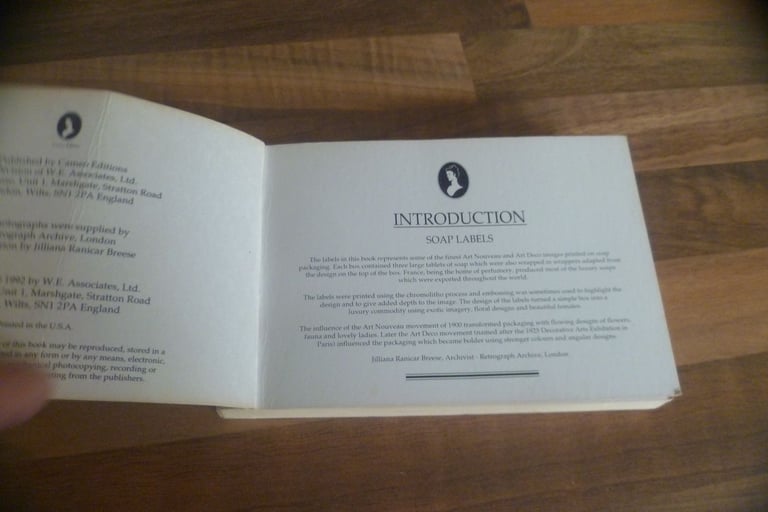 Published by Cameo Editions
Division of W.E. Associates, Ltd.
Unit 1, Marshgate, Stratton Road
Wilts, SN1 2PA England
were supplied by
Archive, London
by Jilliana Ranicar Breese
1992 by W.E. Associates, Ltd.
Unit 1, Marshgate, Stratton Road
Wilts, SN1 2PA England
Printed in the U.S.A.
of this book may be reproduced, stored in a
in any form or by any means, electronic,
photocopying, recording or
from the publishers.
INTRODUCTION
SOAP LABELS
The labels in this book represents some of the finest Art Nouveau and Art Deco images printed on soap
packaging. Each box contained three large tablets of soap which were also wrapped in wrappers adapted from
the design on the top of the box. France, being the home of perfumery, produced most of the luxury soaps
which were exported throughout the world.
The labels were printed using the chromolitho process and embossing was sometimes used to highlight the
design and to give added depth to the image. The design of the labels turned a simple box into a
luxury commodity using exotic imagery, floral designs and beautiful females.
The influence of the Art Nouveau movement of 1900 transformed packaging with flowing designs of flowers,
fauna and lovely ladies. Later the Art Deco movement (named after the 1925 Decorative Arts Exhibition in
Paris) influenced the packaging which became bolder using stronger colours and angular designs.
Jilliana Ranicar Breese, Archivist - Retrograph Archive, London